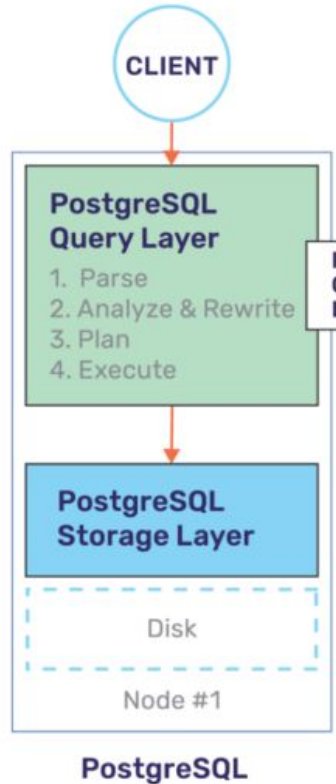 CLIENT
PostgreSQL
Query Layer
1. Parse
2. Analyze & Rewrite
3. Plan
4. Execute
PostgreSQL
Storage Layer
Disk
Node #1
PostgreSQL